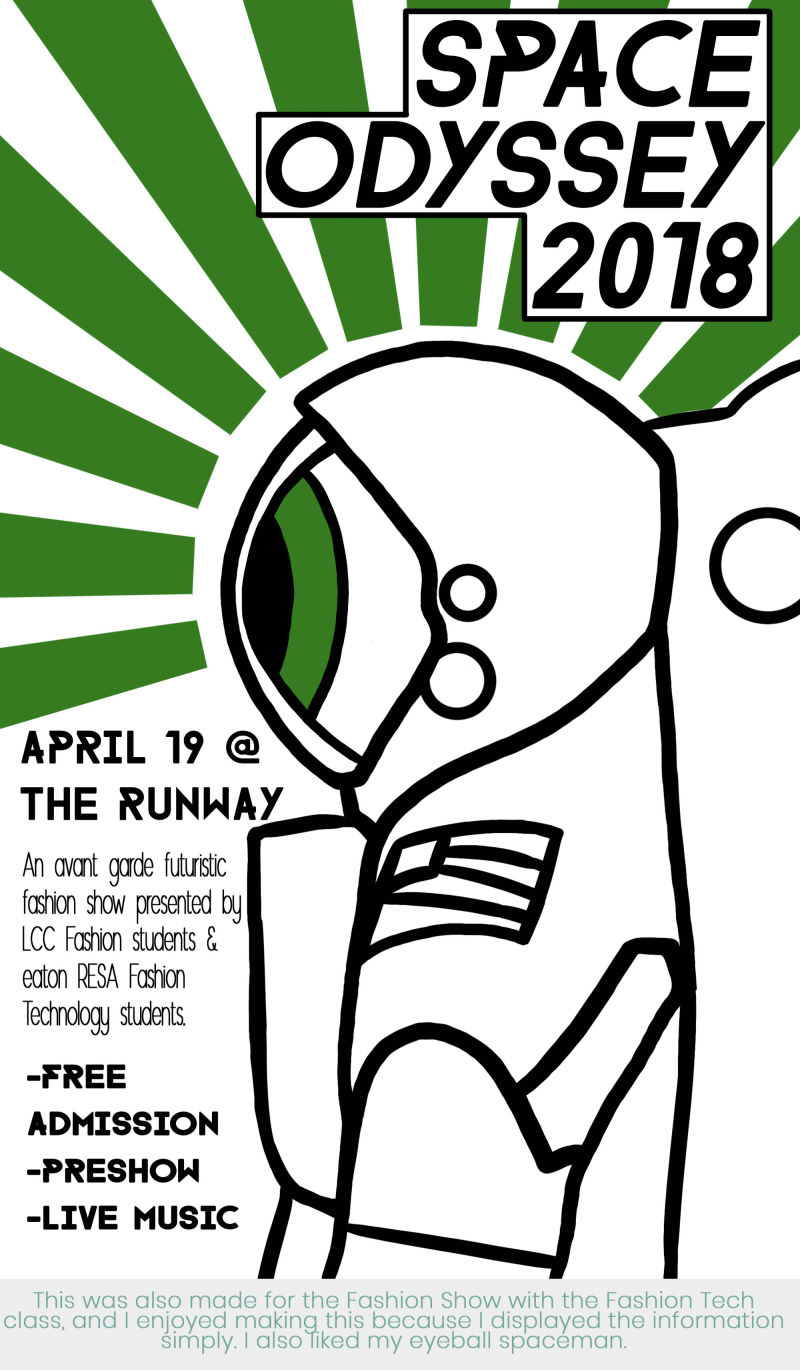 SPACE
ODYSSEY
2018
APRIL 19 @
THE RUNWAY
An avant garde futuristic
fashion show presented by
LCC Fashion students &
eaton RESA Fashion
Technology students.
-FREE
ADMISSION
-PRESHOW
-LIVE MUSIC
This was also made for the Fashion Show with the Fashion Tech
class, and I enjoyed making this because I displayed the information
simply. I also liked my eyeball spaceman.